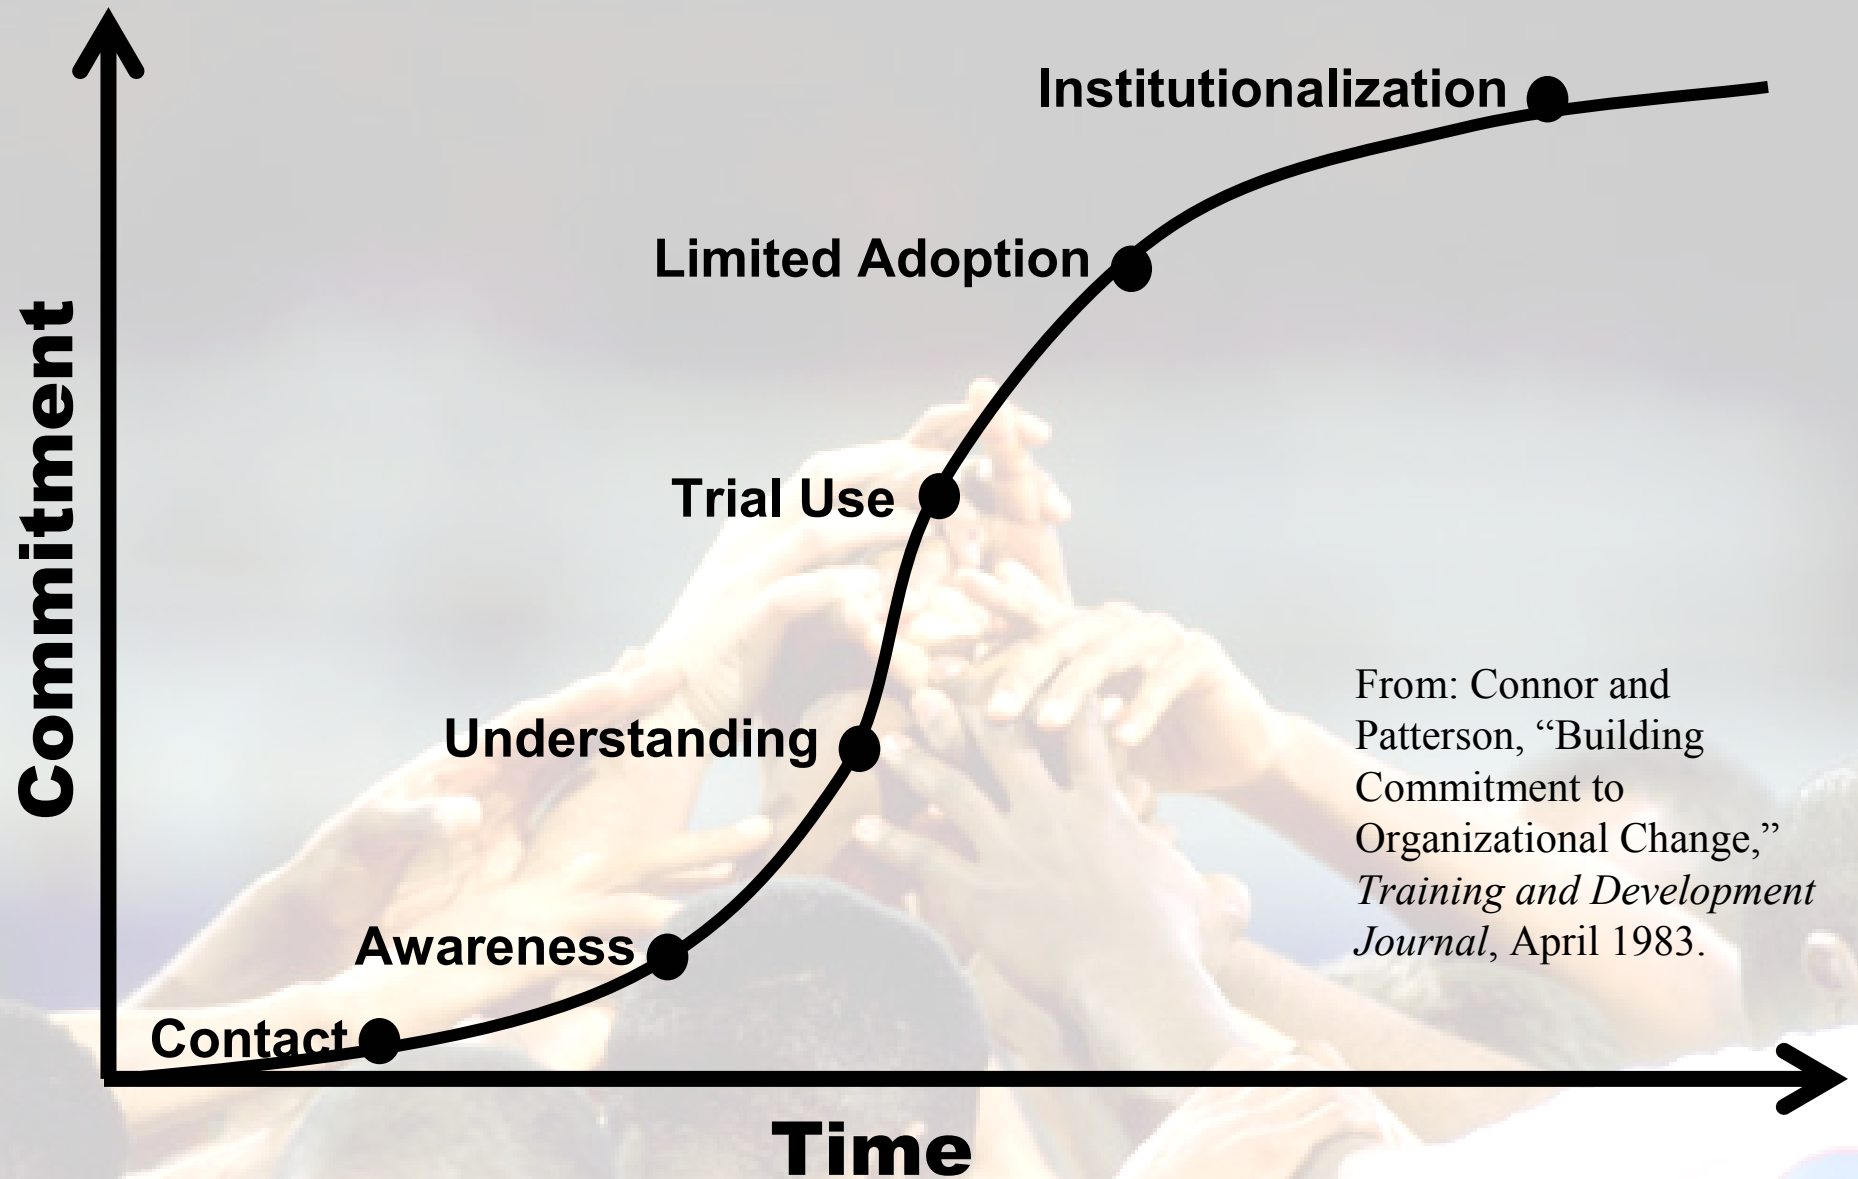 Institutionalization
Limited Adoption
Trial Use
Understanding
Awareness
Contact
Commitment
Time
From: Connor and
Patterson, “Building
Commitment to
Organizational Change,”
Training and Development
Journal, April 1983.